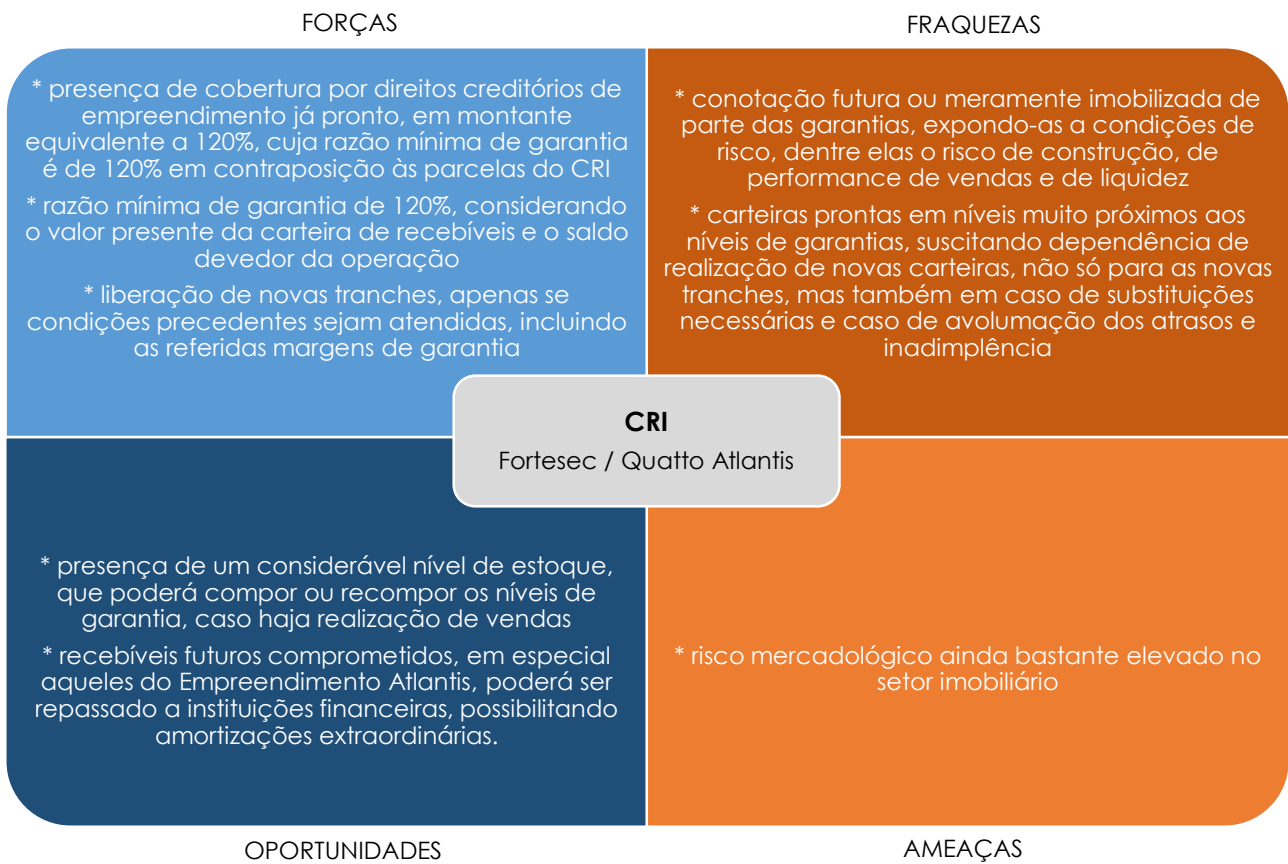 FORÇAS
* presença de cobertura por direitos creditórios de
empreendimento já pronto, em montante
equivalente a 120%, cuja razão mínima de garantia
é de 120% em contraposição às parcelas do CRI
* razão mínima de garantia de 120%, considerando
o valor presente da carteira de recebíveis e o saldo
devedor da operação
* liberação de novas tranches, apenas se
condições precedentes sejam atendidas, incluindo
as referidas margens de garantia
FRAQUEZAS
* conotação futura ou meramente imobilizada de
parte das garantias, expondo-as a condições de
risco, dentre elas o risco de construção, de
performance de vendas e de liquidez
* carteiras prontas em níveis muito próximos aos
níveis de garantias, suscitando dependência de
realização de novas carteiras, não só para as novas
tranches, mas também em caso de substituições
necessárias e caso de avolumação dos atrasos e
inadimplência
CRI
Fortesec / Quatto Atlantis
* presença de um considerável nível de estoque,
que poderá compor ou recompor os níveis de
garantia, caso haja realização de vendas
* recebíveis futuros comprometidos, em especial
aqueles do Empreendimento Atlantis, poderá ser
repassado a instituições financeiras, possibilitando
amortizações extraordinárias.
OPORTUNIDADES
* risco mercadológico ainda bastante elevado no
setor imobiliário
AMEAÇAS